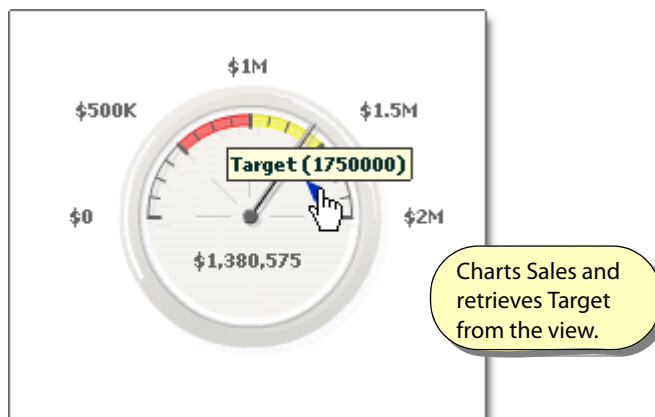 $1M
$500K
$1.5M
Target (1750000)
$0
$2M
$1,380,575
Charts Sales and
retrieves Target
from the view.